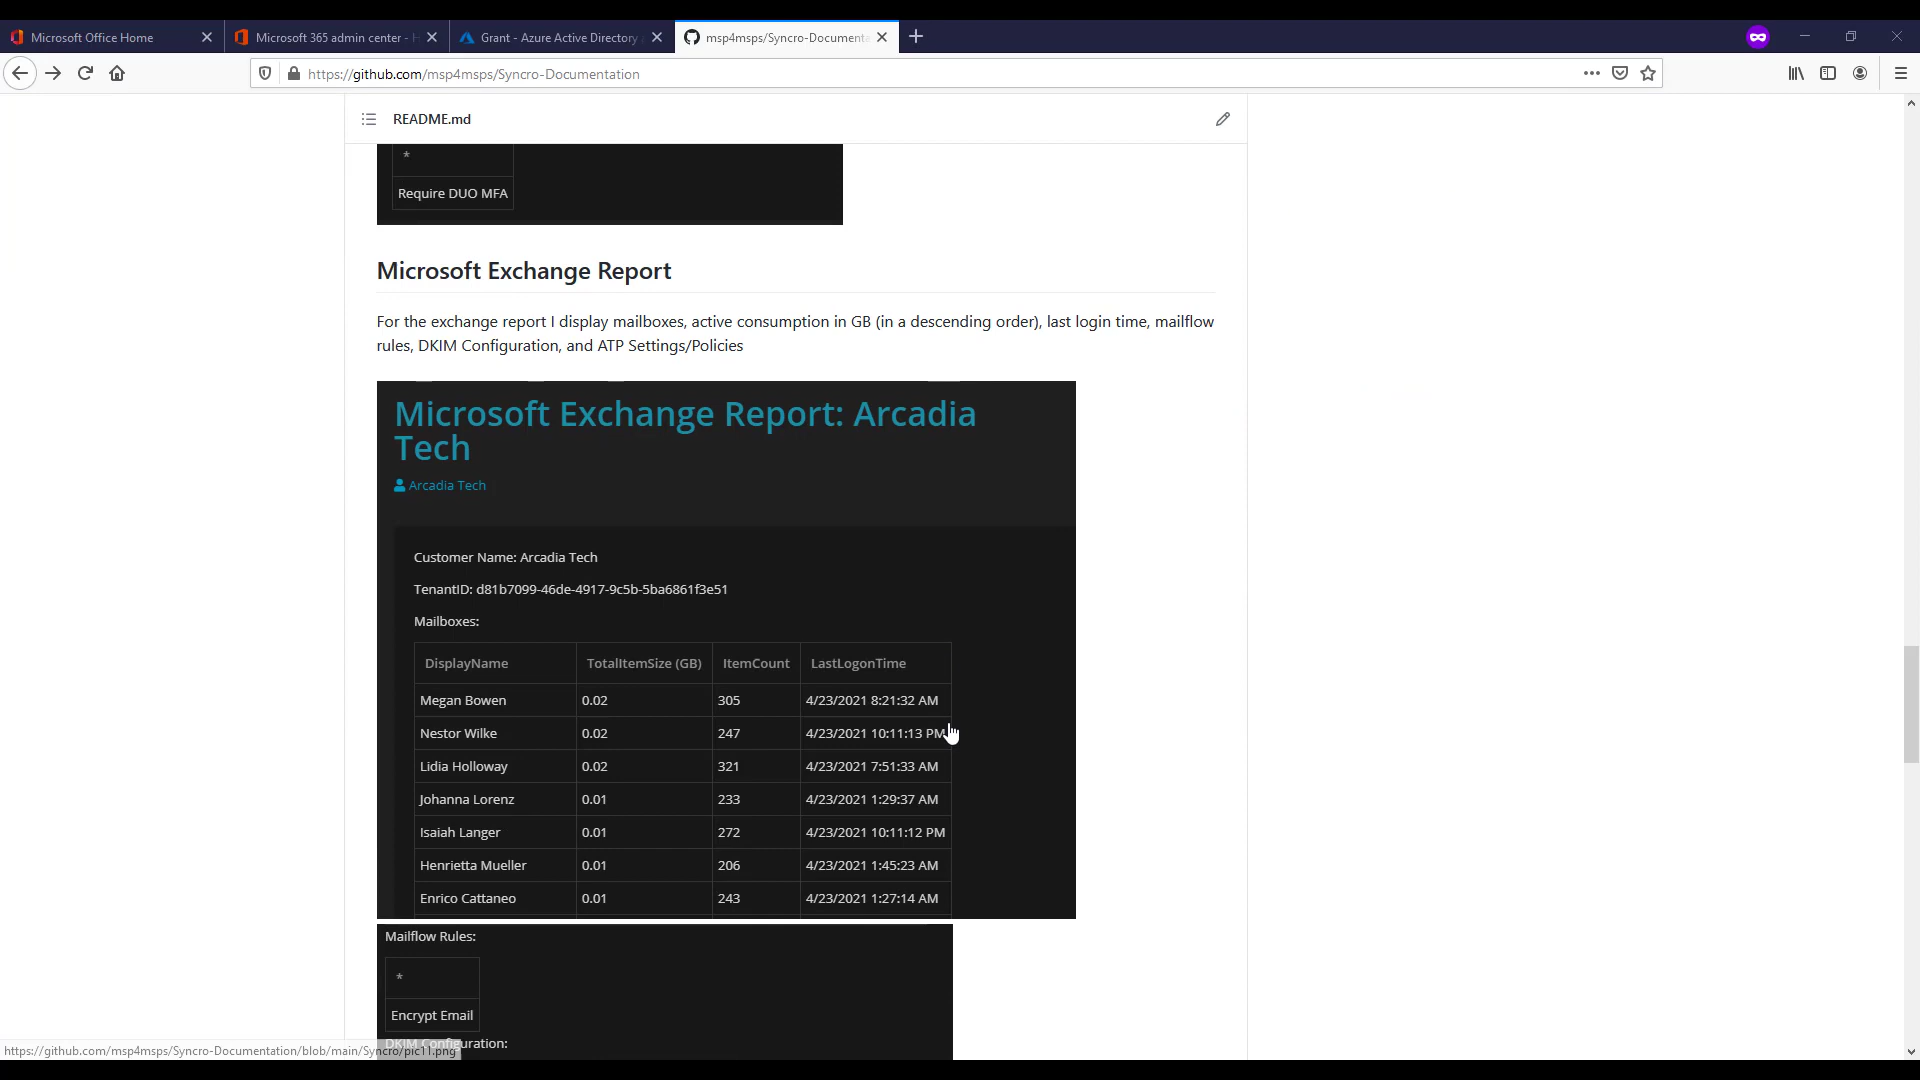 Microsoft Office Home
Microsoft 365 admin center - H
Grant - Azure Active Directory
msp4msps/Syncro-Documenta
https://github.com/msp4msps/Syncro-Documentation
README.md
*
Require DUO MFA
Microsoft Exchange Report
For the exchange report I display mailboxes, active consumption in GB (in a descending order), last login time, mailflow
rules, DKIM Configuration, and ATP Settings/Policies
Microsoft Exchange Report: Arcadia
Tech
Arcadia Tech
Customer Name: Arcadia Tech
TenantID: d81b7099-46de-4917-9c5b-5ba6861f3e51
Mailboxes:
DisplayName TotalItemSize (GB) ItemCount LastLogonTime
Megan Bowen 0.02 305 4/23/2021 8:21:32 AM
Nestor Wilke 0.02 247 4/23/2021 10:11:13 PM
Lidia Holloway 0.02 321 4/23/2021 7:51:33 AM
Johanna Lorenz 0.01 233 4/23/2021 1:29:37 AM
Isaiah Langer 0.01 272 4/23/2021 10:11:12 PM
Henrietta Mueller 0.01 206 4/23/2021 1:45:23 AM
Enrico Cattaneo 0.01 243 4/23/2021 1:27:14 AM
Mailflow Rules:
*
Encrypt Email
DKIM Configuration:
https://github.com/msp4msps/Syncro-Documentation/blob/main/Syncro/pic11.png